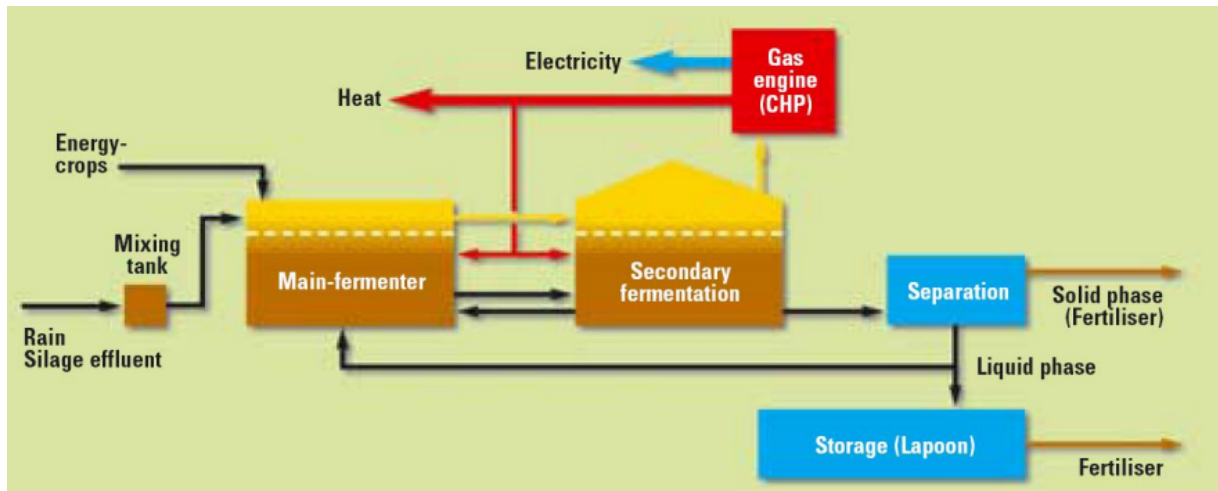 Electricity
Gas
engine
(CHP)
Heat
Energy-
crops
Mixing
tank
Main-fermenter
Secondary
fermentation
Separation
Solid phase
(Fertiliser)
Rain
Silage effluent
Liquid phase
Storage (Lapoon)
Fertiliser